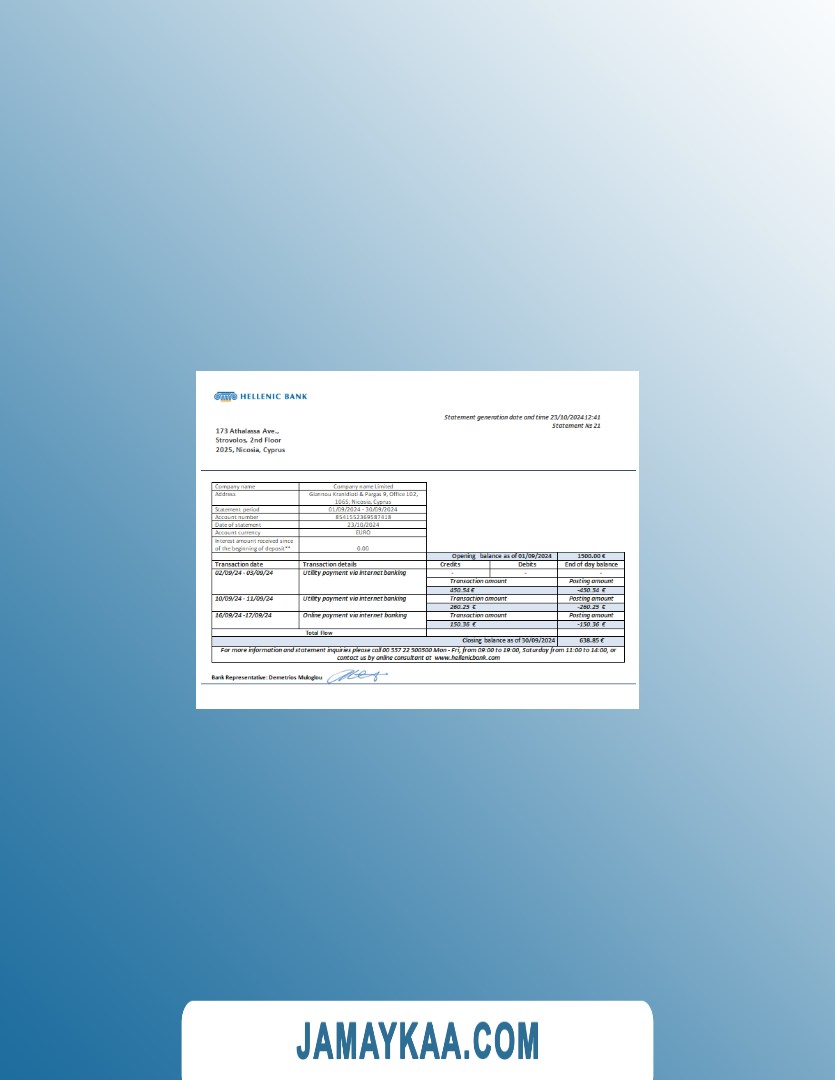 HELLENIC BANK
Statement generation date and time 23/10/2024 12:41
Statement № 21
173 Athalassa Ave.,
Strovolos, 2nd Floor
2025, Nicosia, Cyprus
Company name Company name Limited
Address Giannou Kranidioti & Pargas 9, Office 102,
1065, Nicosia, Cyprus
Statement period 01/09/2024 - 30/09/2024
Account number
Date of statement 23/10/2024
Account currency EURO
Interest amount received since
of the beginning of deposit** 0.00
Opening balance as of 01/09/2024 1500.00 €
Transaction date Transaction details Credits Debits End of day balance
02/09/24 - 03/09/24 Utility payment via internet banking - - -
Transaction amount Posting amount
450.54 € -450.54 €
10/09/24 - 11/09/24 Utility payment via internet banking Transaction amount Posting amount
260.25 € -260.25 €
16/09/24 -17/09/24 Online payment via internet banking Transaction amount Posting amount
150.36 € -150.36 €
Total Flow
Closing balance as of 30/09/2024 638.85 €
For more information and statement inquiries please call 00 357 22 500500 Mon - Fri, from 09:00 to 19:00, Saturday from 11:00 to 14:00, or
contact us by online consultant at www.hellenicbank.com
Bank Representative: Demetrios Muloglou
JAMAYKAA.COM